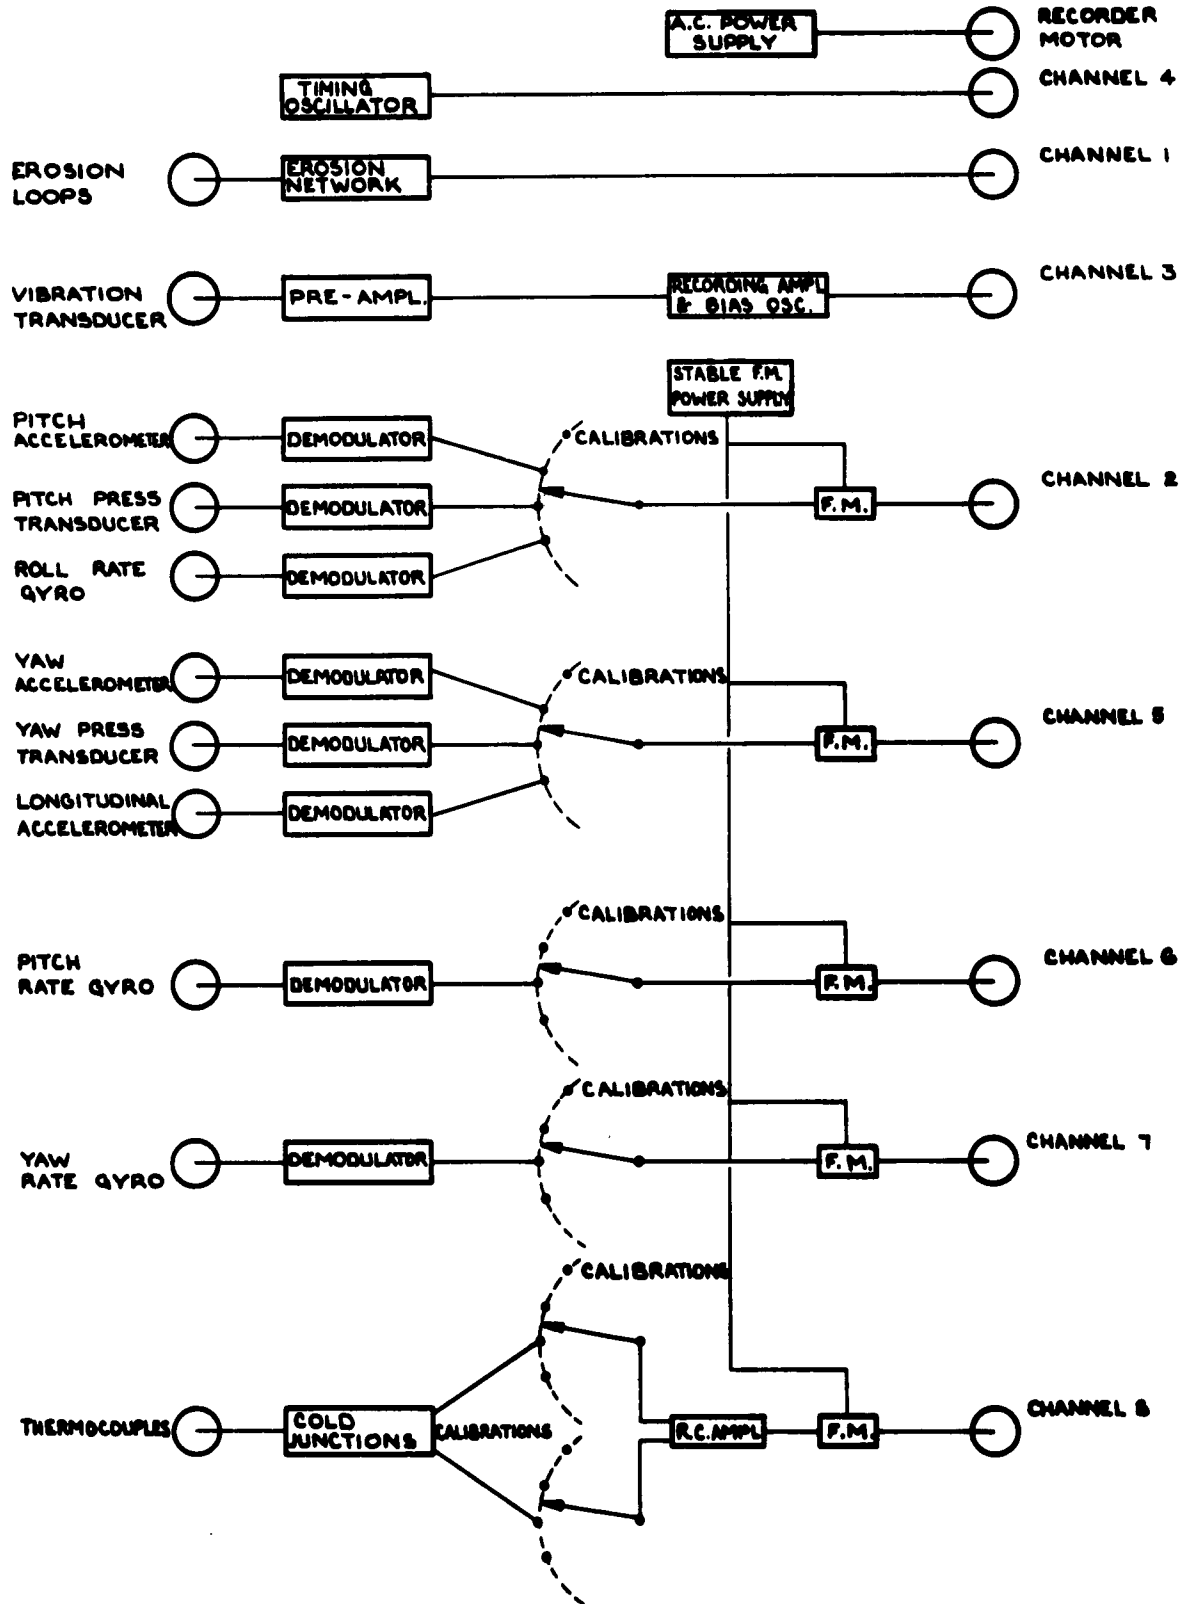 A.C. POWER
SUPPLY
RECORDER
MOTOR
TIMING
OSCILLATOR
CHANNEL 4
EROSION
LOOPS
EROSION
NETWORK
CHANNEL 1
VIBRATION
TRANSDUCER
PRE-AMPL.
RECORDING AMPL
& BIAS OSC.
CHANNEL 3
STABLE F.M.
POWER SUPPLY
PITCH
ACCELEROMETER
DEMODULATOR
CALIBRATIONS
PITCH PRESS
TRANSDUCER
DEMODULATOR
F.M.
CHANNEL 2
ROLL RATE
GYRO
DEMODULATOR
YAW
ACCELEROMETER
DEMODULATOR
CALIBRATIONS
YAW PRESS
TRANSDUCER
DEMODULATOR
F.M.
CHANNEL 5
LONGITUDINAL
ACCELEROMETER
DEMODULATOR
CALIBRATIONS
PITCH
RATE GYRO
DEMODULATOR
F.M.
CHANNEL 6
CALIBRATIONS
YAW
RATE GYRO
DEMODULATOR
F.M.
CHANNEL 7
CALIBRATIONS
THERMOCOUPLES
COLD
JUNCTIONS
CALIBRATIONS
R.C. AMPL
F.M.
CHANNEL 8